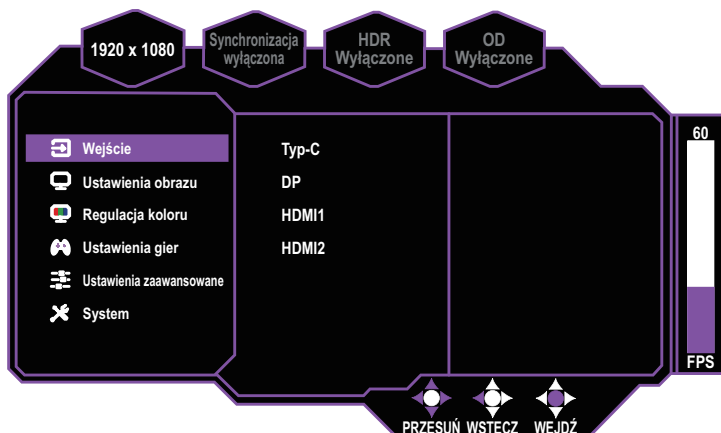 1920 x 1080
Synchronizacja
wyłączona
HDR
Wyłączone
OD
Wyłączone
Wejście
Ustawienia obrazu
Regulacja koloru
Ustawienia gier
Ustawienia zaawansowane
System
Typ-C
DP
HDMI1
HDMI2
60
FPS
PRZESUŃ WSTECZ WEJDŹ